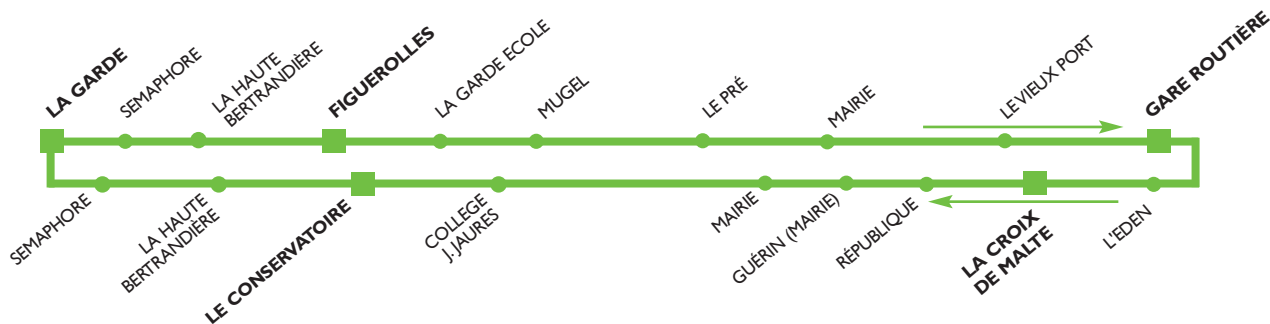 LA GARDE
SEMAPHORE
LA HAUTE
BERTRANDIÈRE
FIGUEROLLES
LA GARDE ECOLE
MUGEL
LE PRÉ
MAIRIE
LE VIEUX PORT
GARE ROUTIÈRE
SEMAPHORE
LA HAUTE
BERTRANDIÈRE
LE CONSERVATOIRE
COLLEGE
J. JAURES
MAIRIE
GUÉRIN (MAIRIE)
RÉPUBLIQUE
LA CROIX
DE MALTE
L'EDEN